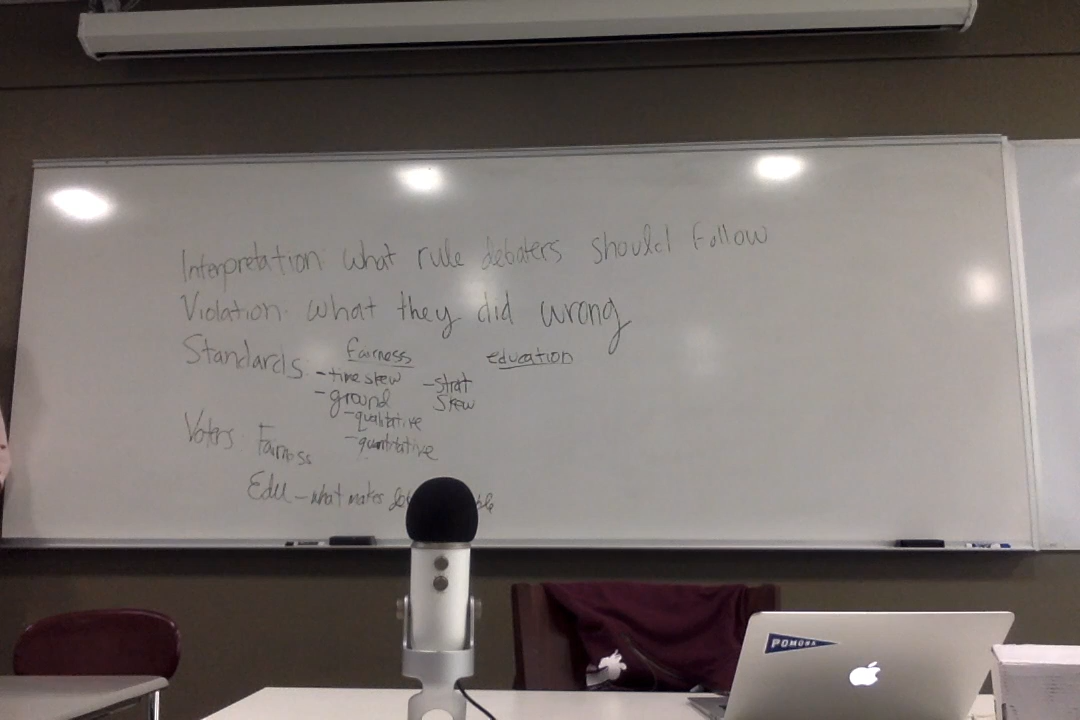 Interpretation: what rule debaters should follow
Violation: what they did wrong
Standards: fairness education
- time skew - strat
- ground skew
- qualitative
- quantitative
Voters: Fairness
Edu - what makes
POMONA